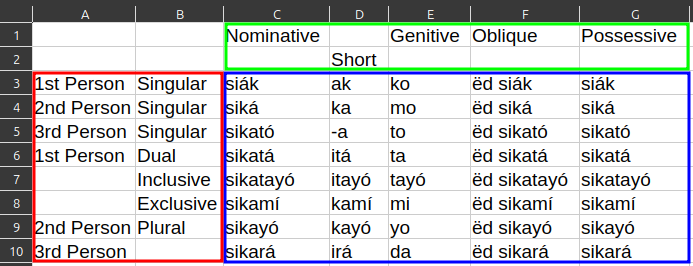 A B C D E F G
1 Nominative Genitive Oblique Possessive
2 Short
3 1st Person Singular siák ak ko ëd siák siák
4 2nd Person Singular siká ka mo ëd siká siká
5 3rd Person Singular sikató -a to ëd sikató sikató
6 1st Person Dual sikatá itá ta ëd sikatá sikatá
7 Inclusive sikatayó itayó tayó ëd sikatayó sikatayó
8 Exclusive sikamí kamí mi ëd sikamí sikamí
9 2nd Person Plural sikayó kayó yo ëd sikayó sikayó
10 3rd Person sikará irá da ëd sikará sikará